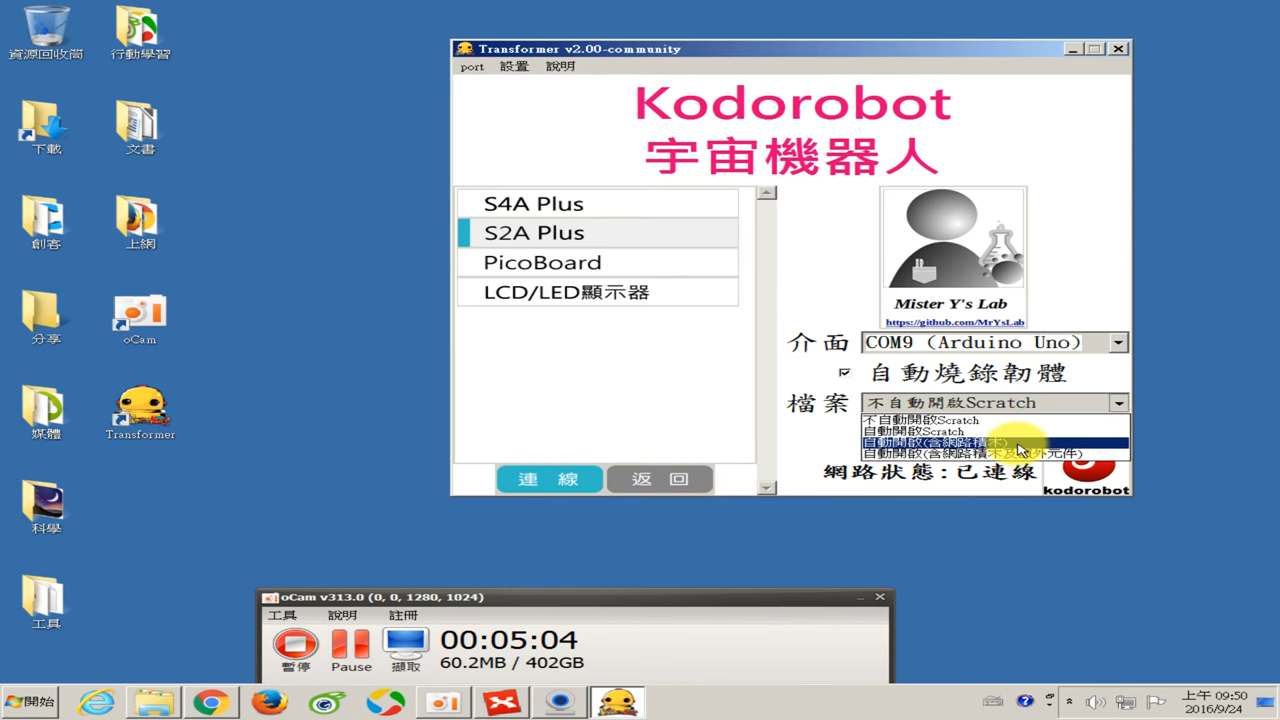 資源回收筒
行動學習
下載
文書
創客
上網
分享
oCam
媒體
Transformer
科學
工具
Transformer v2.00-community
port 設置 說明
Kodorobot
宇宙機器人
S4A Plus
S2A Plus
PicoBoard
LCD/LED顯示器
連 線
返 回
Mister Y's Lab
https://github.com/MrYsLab
介面 COM9 (Arduino Uno)
自動燒錄韌體
檔案 不自動開啟Scratch
不自動開啟Scratch
自動開啟Scratch
自動開啟(含網路積木)
網路狀態:已連線
kodorobot
oCam v313.0 (0, 0, 1280, 1024)
工具 說明 註冊
00:05:04
60.2MB / 402GB
暫停 Pause 擷取
開始
上午 09:50
2016/9/24